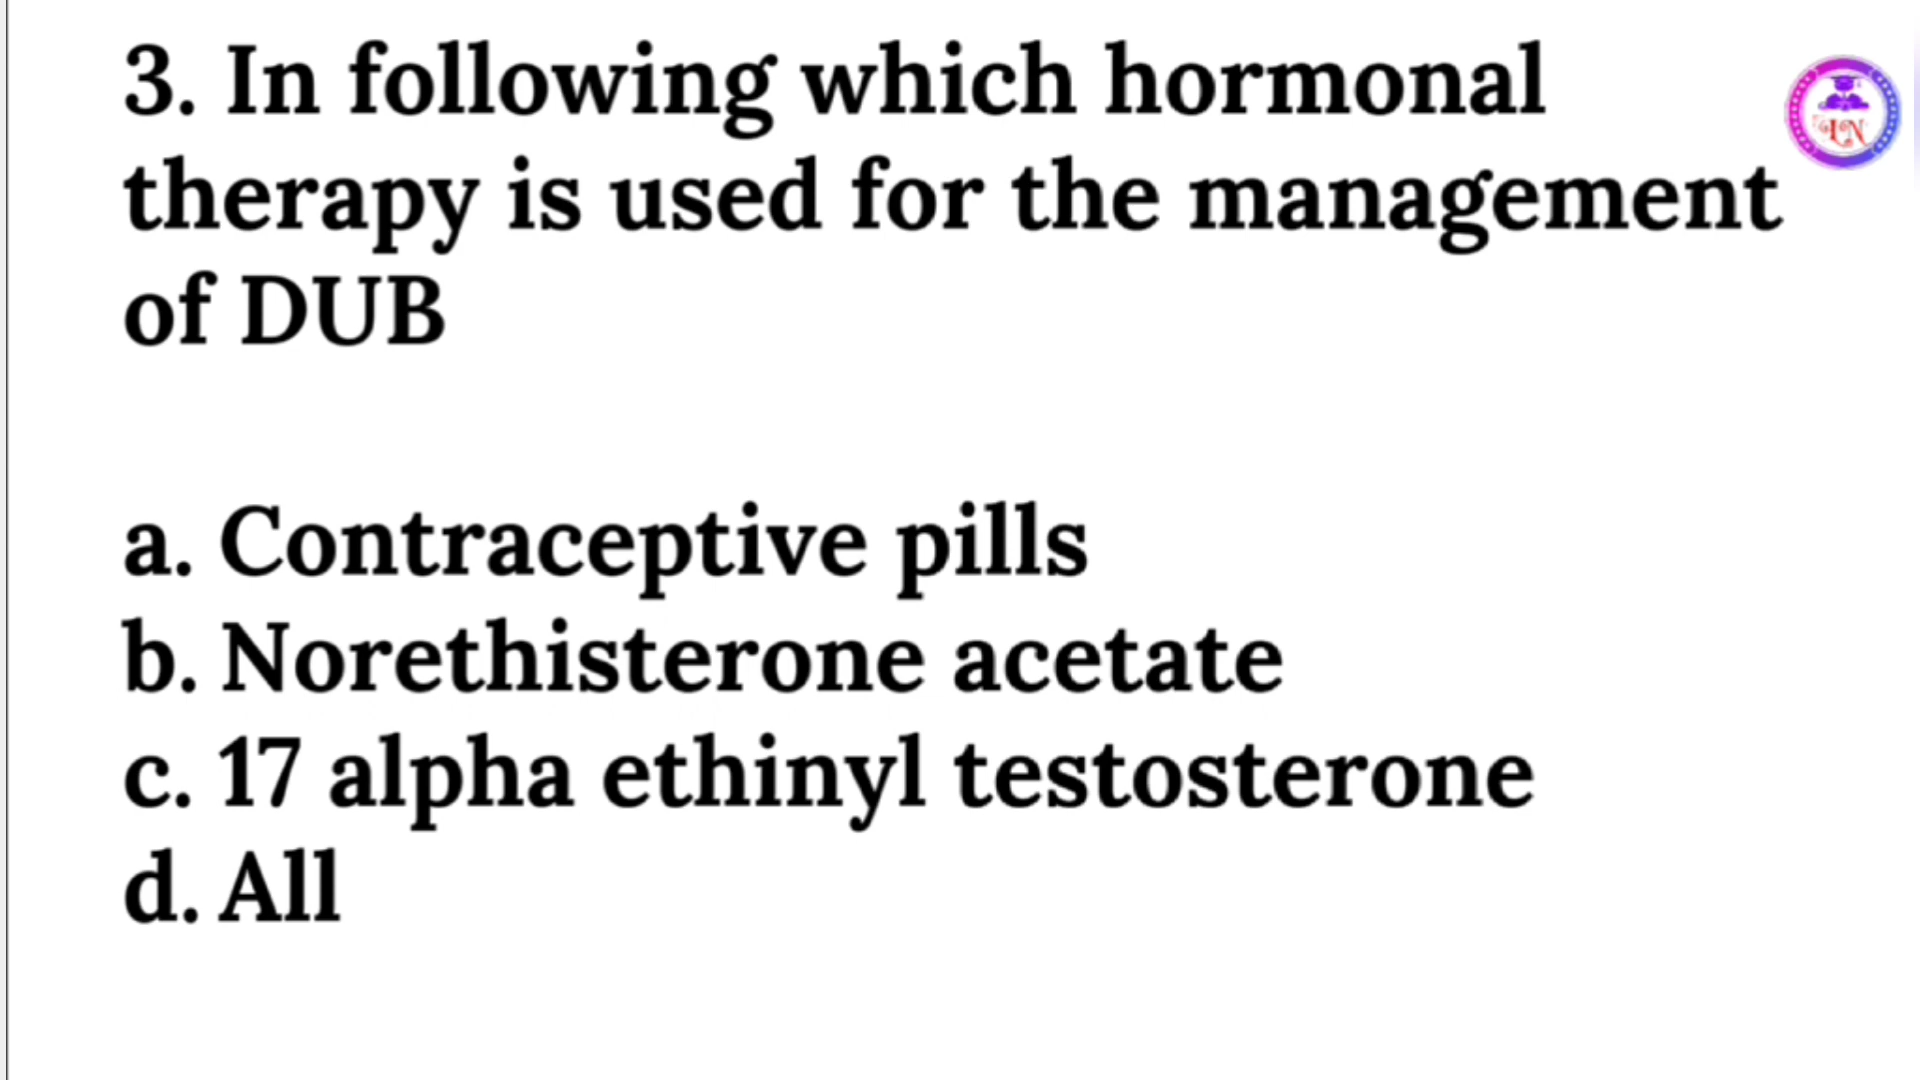 3. In following which hormonal
therapy is used for the management
of DUB
a. Contraceptive pills
b. Norethisterone acetate
c. 17 alpha ethinyl testosterone
d. All
LN